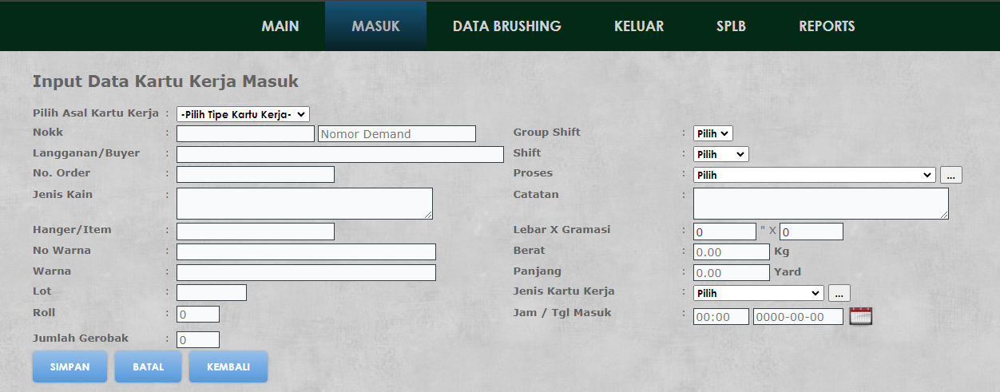 MAIN MASUK DATA BRUSHING KELUAR SPLB REPORTS
Input Data Kartu Kerja Masuk
Pilih Asal Kartu Kerja : -Pilih Tipe Kartu Kerja-
Nokk : Nomor Demand Group Shift : Pilih
Langganan/Buyer : Shift : Pilih
No. Order : Proses : Pilih ...
Jenis Kain : Catatan :
Hanger/Item : Lebar X Gramasi : 0 " X 0
No Warna : Berat : 0.00 Kg
Warna : Panjang : 0.00 Yard
Lot : Jenis Kartu Kerja : Pilih ...
Roll : 0 Jam / Tgl Masuk : 00:00 0000-00-00
Jumlah Gerobak : 0
SIMPAN BATAL KEMBALI